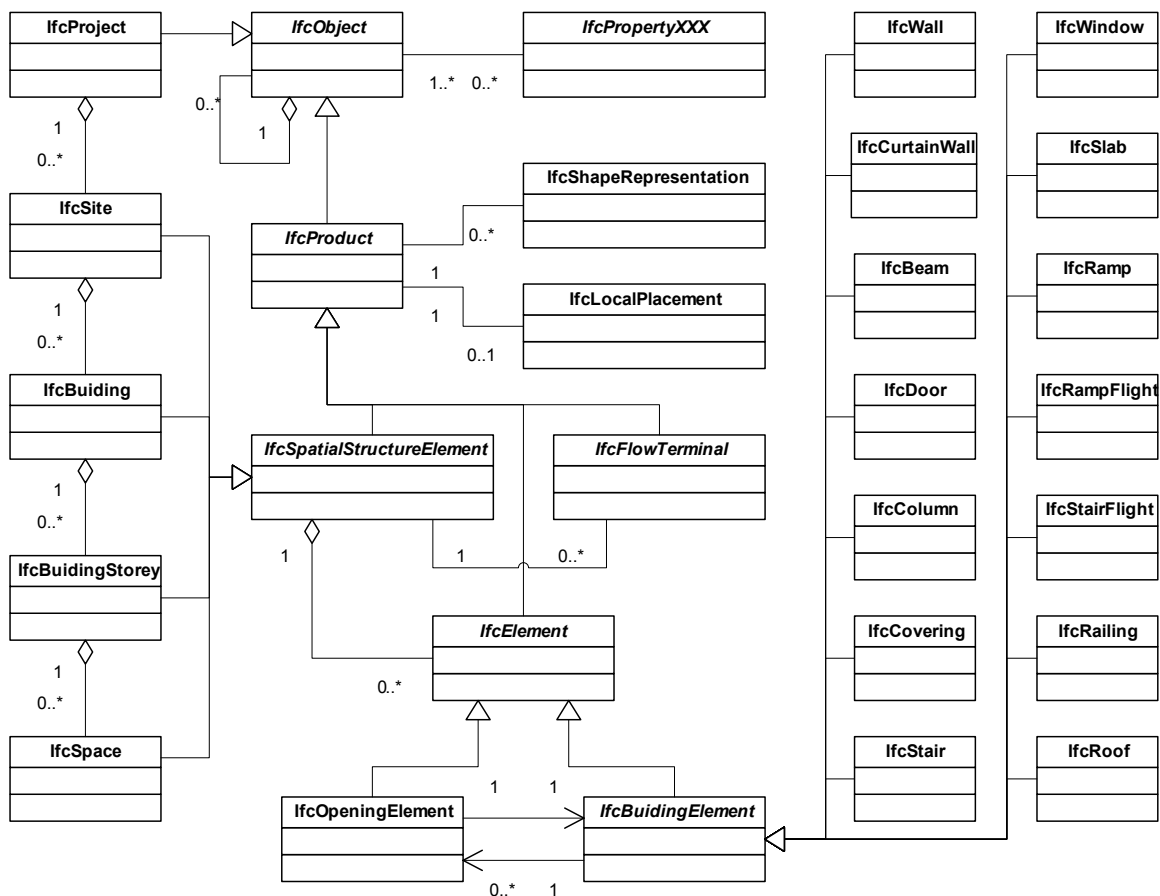 IfcProject
IfcObject
IfcPropertyXXX
IfcWall
IfcWindow
1
0..*
0..*
1
1..*
0..*
IfcCurtainWall
IfcSlab
IfcShapeRepresentation
IfcSite
IfcProduct
0..*
1
IfcBeam
IfcRamp
IfcLocalPlacement
1
0..*
1
0..1
IfcBuiding
IfcDoor
IfcRampFlight
IfcSpatialStructureElement
IfcFlowTerminal
1
0..*
IfcColumn
IfcStairFlight
1
1
0..*
IfcBuidingStorey
IfcElement
IfcCovering
IfcRailing
1
0..*
0..*
IfcSpace
IfcStair
IfcRoof
1
1
IfcOpeningElement
IfcBuidingElement
0..*
1